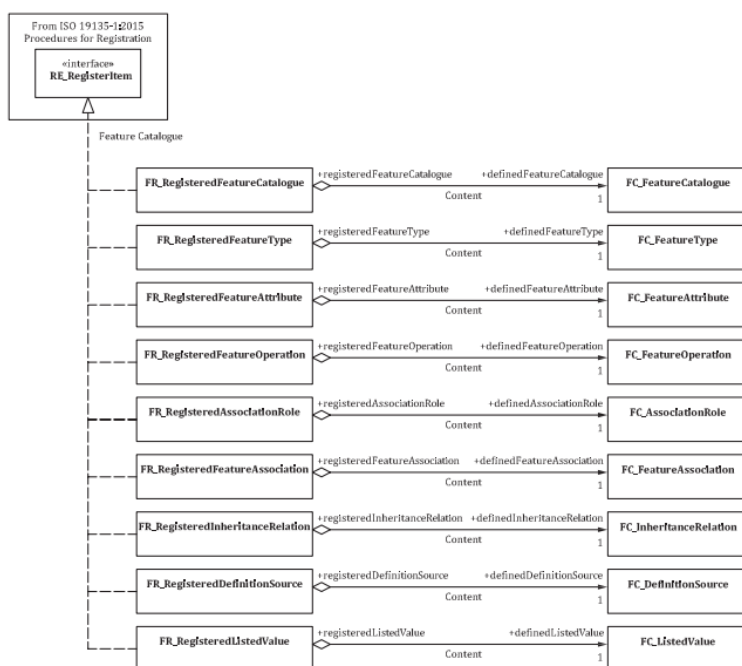 From ISO 19135-1:2015
Procedures for Registration
«interface»
RE_RegisterItem
Feature Catalogue
FR_RegisteredFeatureCatalogue
+registeredFeatureCatalogue
+definedFeatureCatalogue
Content
1
FC_FeatureCatalogue
FR_RegisteredFeatureType
+registeredFeatureType
+definedFeatureType
Content
1
FC_FeatureType
FR_RegisteredFeatureAttribute
+registeredFeatureAttribute
+definedFeatureAttribute
Content
1
FC_FeatureAttribute
FR_RegisteredFeatureOperation
+registeredFeatureOperation
+definedFeatureOperation
Content
1
FC_FeatureOperation
FR_RegisteredAssociationRole
+registeredAssociationRole
+definedAssociationRole
Content
1
FC_AssociationRole
FR_RegisteredFeatureAssociation
+registeredFeatureAssociation
+definedFeatureAssociation
Content
1
FC_FeatureAssociation
FR_RegisteredInheritanceRelation
+registeredInheritanceRelation
+definedInheritanceRelation
Content
1
FC_InheritanceRelation
FR_RegisteredDefinitionSource
+registeredDefinitionSource
+definedDefinitionSource
Content
1
FC_DefinitionSource
FR_RegisteredListedValue
+registeredListedValue
+definedListedValue
Content
1
FC_ListedValue